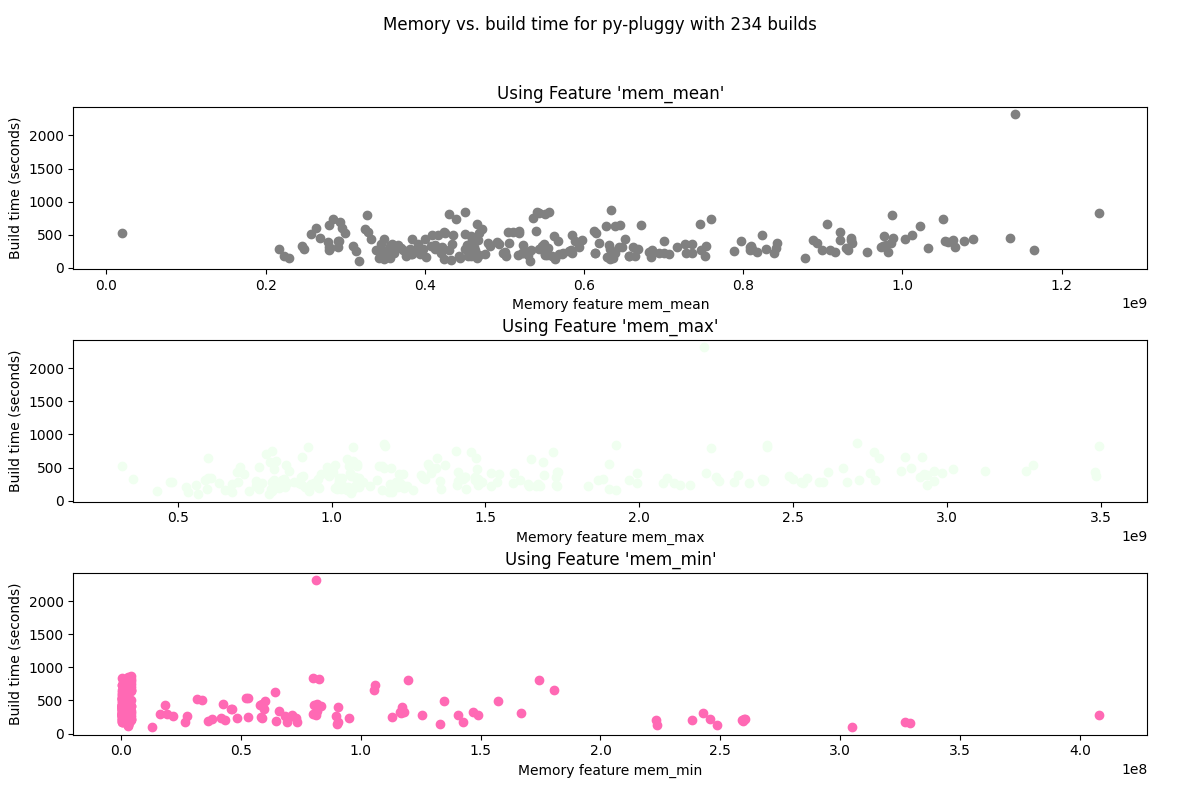 Memory vs. build time for py-pluggy with 234 builds
Using Feature 'mem_mean'
Build time (seconds)
2000
1500
1000
500
0
0.0 0.2 0.4 0.6 0.8 1.0 1.2
1e9
Memory feature mem_mean
Using Feature 'mem_max'
Build time (seconds)
2000
1500
1000
500
0
0.5 1.0 1.5 2.0 2.5 3.0 3.5
1e9
Memory feature mem_max
Using Feature 'mem_min'
Build time (seconds)
2000
1500
1000
500
0
0.0 0.5 1.0 1.5 2.0 2.5 3.0 3.5 4.0
1e8
Memory feature mem_min